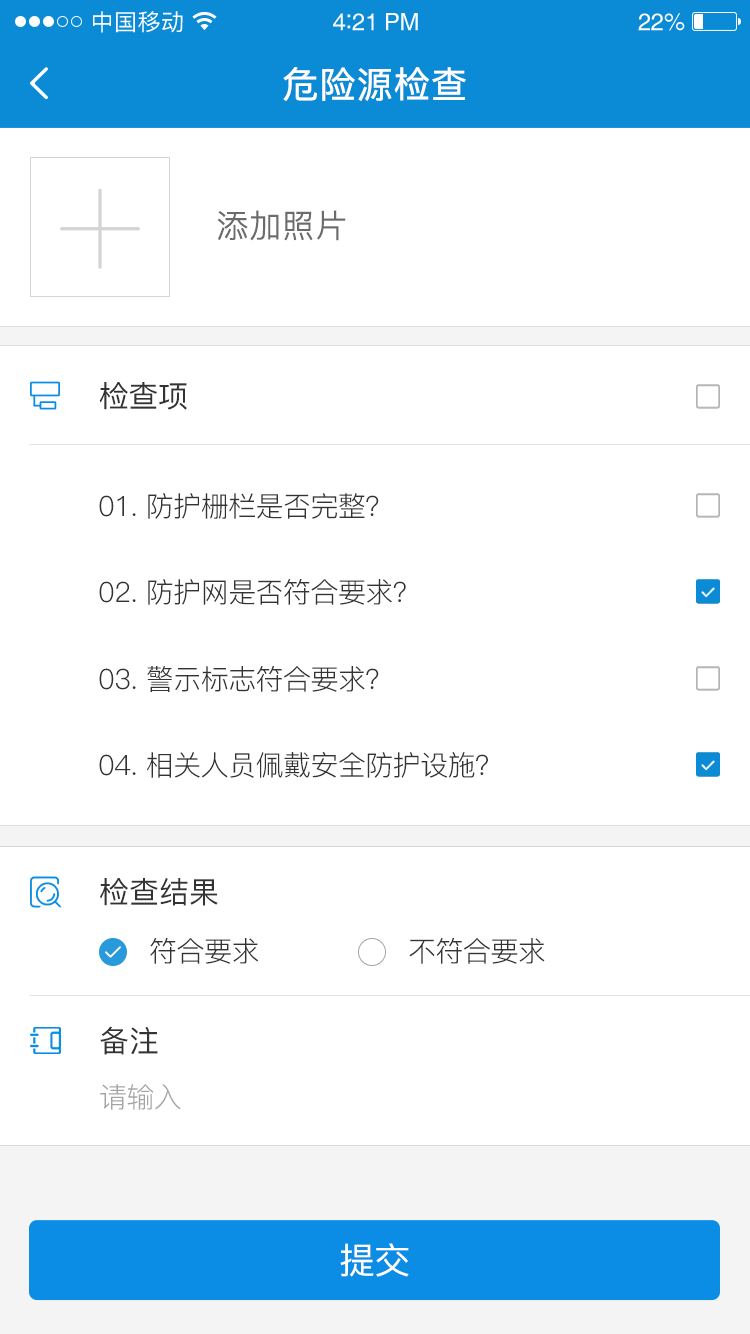 中国移动 4:21 PM 22%
危险源检查
添加照片
检查项
01. 防护栅栏是否完整?
02. 防护网是否符合要求?
03. 警示标志符合要求?
04. 相关人员佩戴安全防护设施?
检查结果
符合要求 不符合要求
备注
请输入
提交